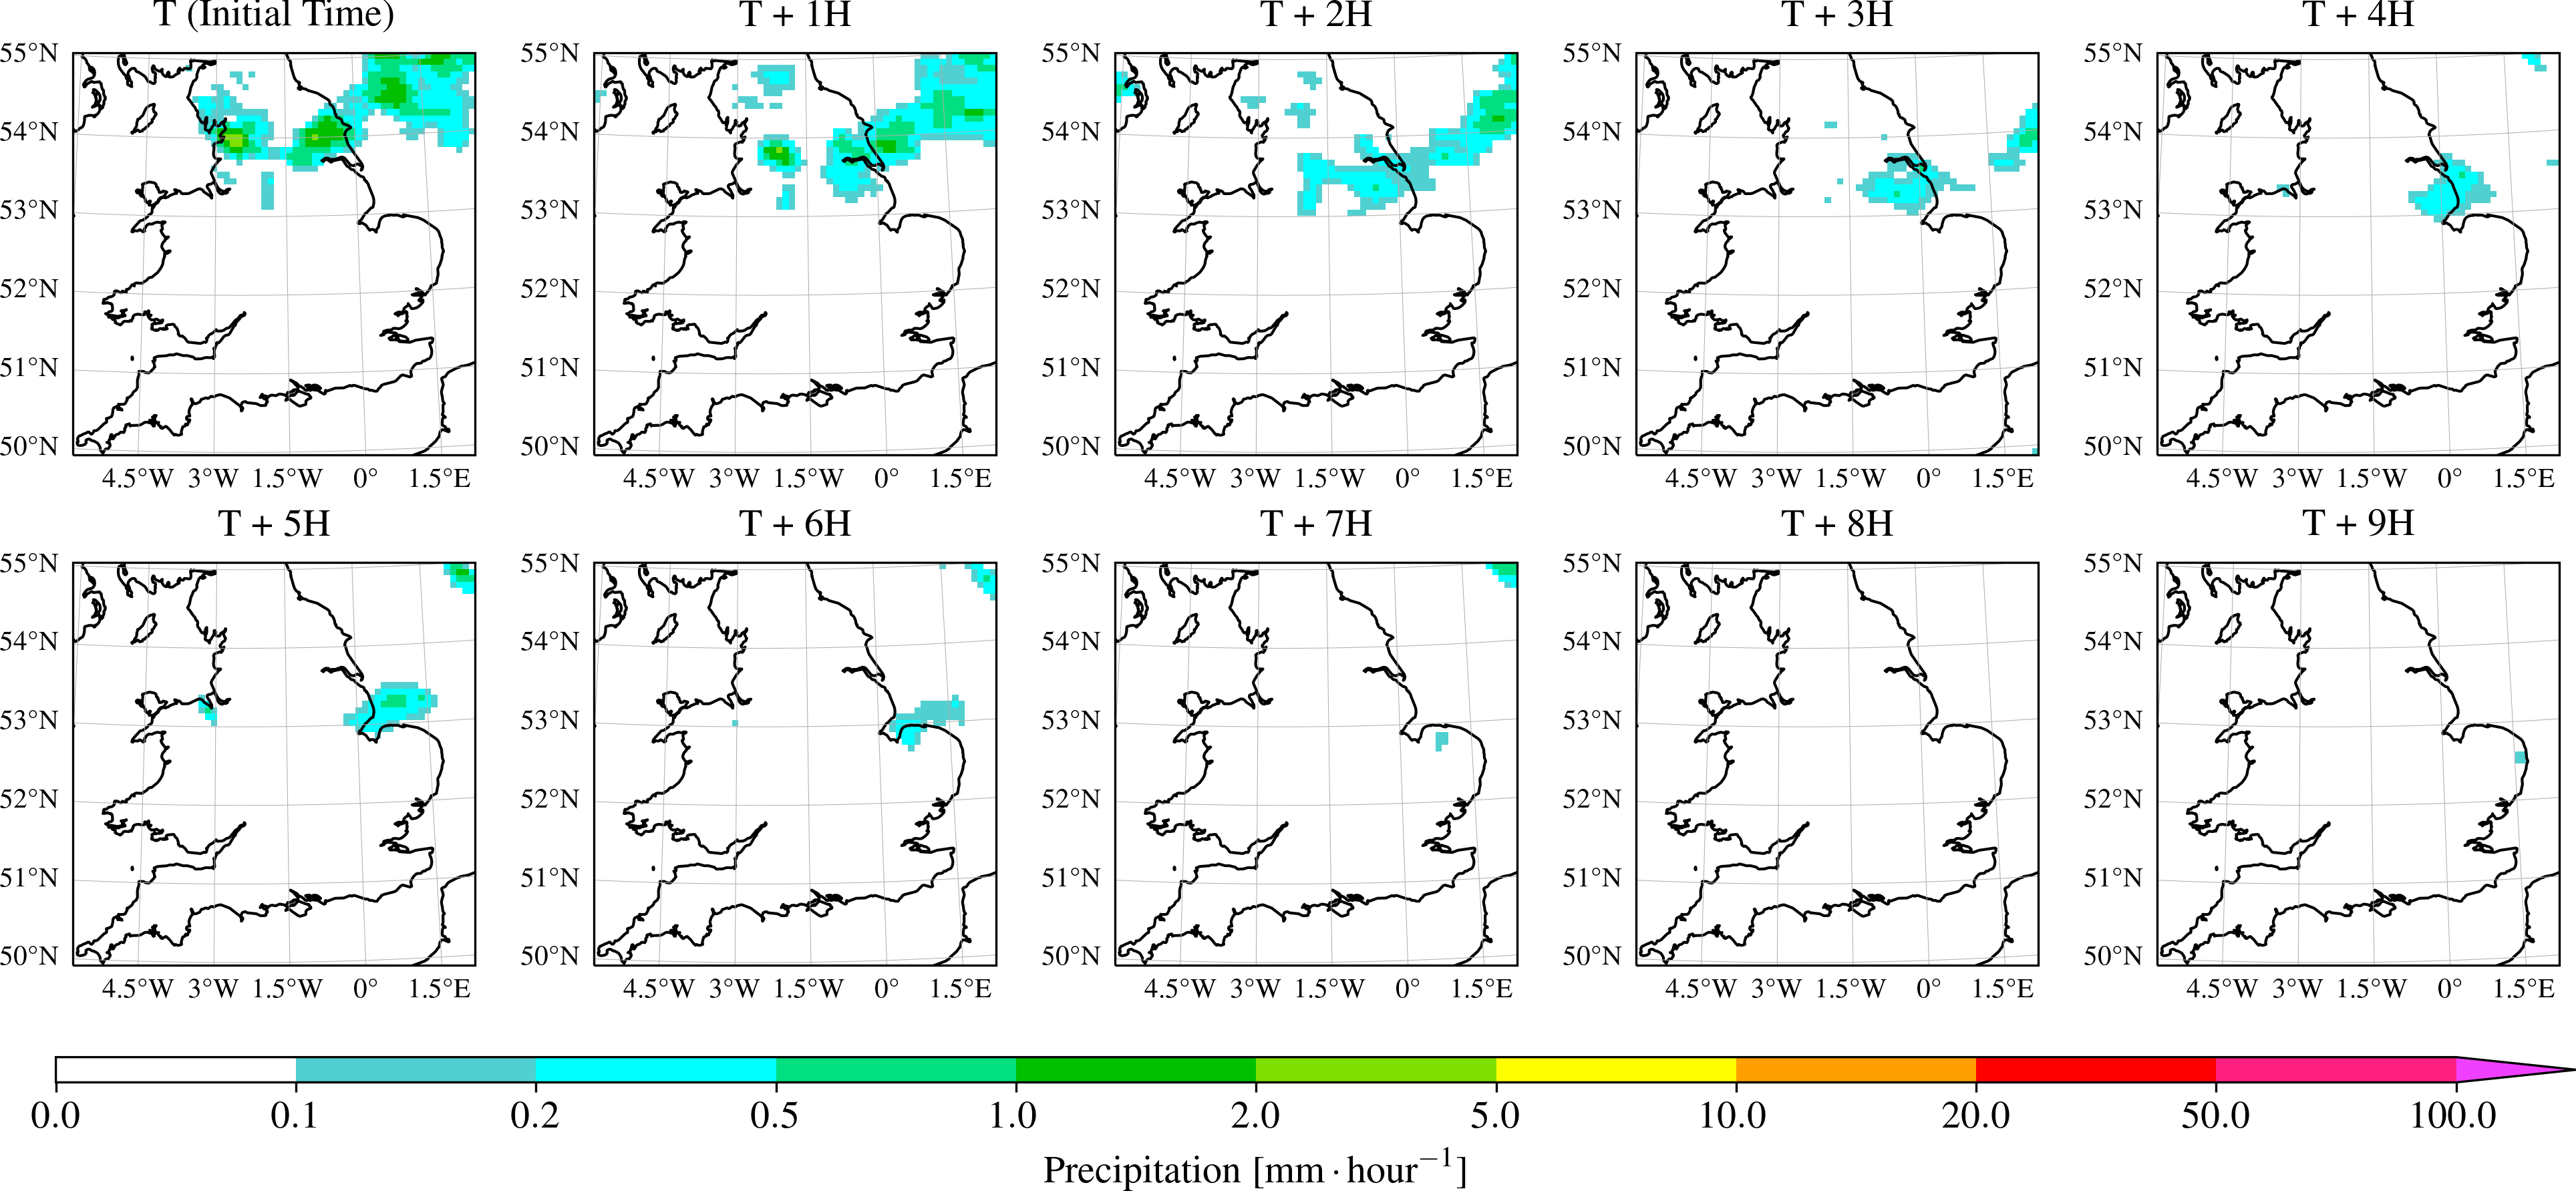 T (Initial Time) T + 1H T + 2H T + 3H T + 4H
55°N 55°N 55°N 55°N 55°N
54°N 54°N 54°N 54°N 54°N
53°N 53°N 53°N 53°N 53°N
52°N 52°N 52°N 52°N 52°N
51°N 51°N 51°N 51°N 51°N
50°N 50°N 50°N 50°N 50°N
4.5°W 3°W 1.5°W 0° 1.5°E 4.5°W 3°W 1.5°W 0° 1.5°E 4.5°W 3°W 1.5°W 0° 1.5°E 4.5°W 3°W 1.5°W 0° 1.5°E 4.5°W 3°W 1.5°W 0° 1.5°E
T + 5H T + 6H T + 7H T + 8H T + 9H
55°N 55°N 55°N 55°N 55°N
54°N 54°N 54°N 54°N 54°N
53°N 53°N 53°N 53°N 53°N
52°N 52°N 52°N 52°N 52°N
51°N 51°N 51°N 51°N 51°N
50°N 50°N 50°N 50°N 50°N
4.5°W 3°W 1.5°W 0° 1.5°E 4.5°W 3°W 1.5°W 0° 1.5°E 4.5°W 3°W 1.5°W 0° 1.5°E 4.5°W 3°W 1.5°W 0° 1.5°E 4.5°W 3°W 1.5°W 0° 1.5°E
0.0 0.1 0.2 0.5 1.0 2.0 5.0 10.0 20.0 50.0 100.0
Precipitation [mm · hour⁻¹]